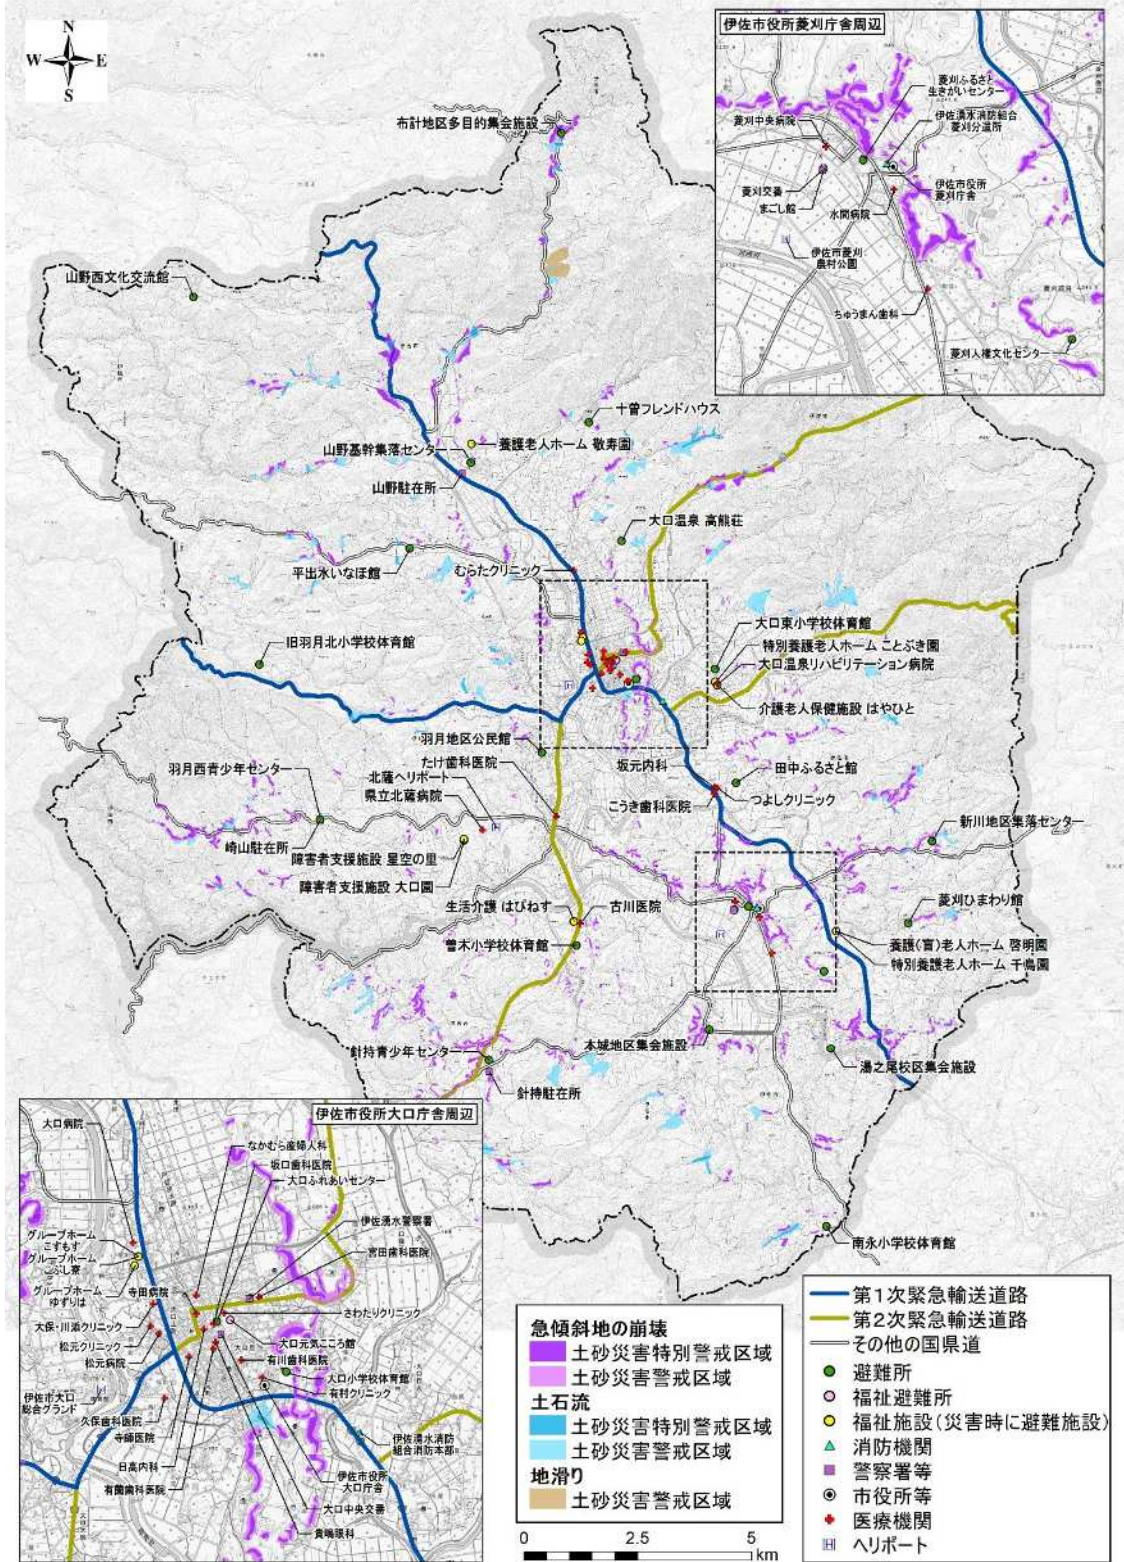 N
W E
S
伊佐市役所菱刈庁舎周辺
菱刈ふるさと
生きがいセンター
菱刈中央病院
伊佐湧水消防組合
菱刈分遣所
菱刈交番
まごし館
水間病院
伊佐市役所
菱刈庁舎
伊佐市菱刈
農村公園
ちゅうまん歯科
菱刈人権文化センター
布計地区多目的集会施設
山野西文化交流館
十曽フレンドハウス
養護老人ホーム 敬寿園
山野基幹集落センター
山野駐在所
大口温泉 高熊荘
平出水いなほ館
むらたクリニック
旧羽月北小学校体育館
大口東小学校体育館
特別養護老人ホーム ことぶき園
大口温泉リハビリテーション病院
介護老人保健施設 はやひと
羽月地区公民館
たけ歯科医院
坂元内科
田中ふるさと館
羽月西青少年センター
北薩ヘリポート
県立北薩病院
こうき歯科医院
つよしクリニック
新川地区集落センター
崎山駐在所
障害者支援施設 星空の里
障害者支援施設 大口園
生活介護 はぴねす
古川医院
菱刈ひまわり館
曽木小学校体育館
養護(盲)老人ホーム 啓明園
特別養護老人ホーム 千鳥園
本城地区集会施設
針持青少年センター
湯之尾校区集会施設
針持駐在所
南永小学校体育館
伊佐市役所大口庁舎周辺
大口病院
なかむら産婦人科
坂口歯科医院
大口ふれあいセンター
伊佐湧水警察署
宮田歯科医院
グループホーム
こすもす
グループホーム
こぶし寮
グループホーム
ゆずりは
寺田病院
さわたりクリニック
大保・川添クリニック
松元クリニック
大口元気こころ館
松元病院
有川歯科医院
大口小学校体育館
有村クリニック
伊佐市大口
総合グランド
久保歯科医院
寺師医院
伊佐湧水消防
組合消防本部
日高内科
伊佐市役所
大口庁舎
有薗歯科医院
大口中央交番
貴嶋眼科
急傾斜地の崩壊
土砂災害特別警戒区域
土砂災害警戒区域
土石流
土砂災害特別警戒区域
土砂災害警戒区域
地滑り
土砂災害警戒区域
0 2.5 5
km
第1次緊急輸送道路
第2次緊急輸送道路
その他の国県道
避難所
福祉避難所
福祉施設(災害時に避難施設)
消防機関
警察署等
市役所等
医療機関
H ヘリポート